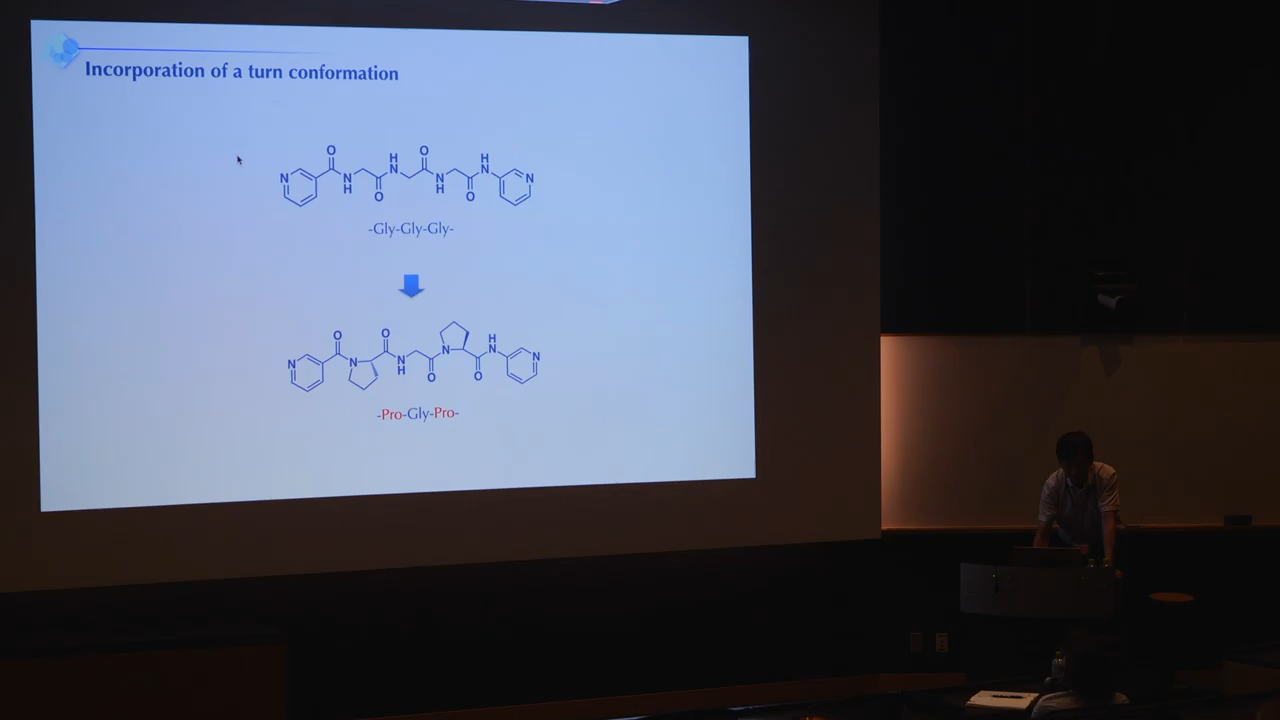 Incorporation of a turn conformation
O H O H
N N N N
N N O
H O H O
-Gly-Gly-Gly-
O O N H
N N N N N
H O O
-Pro-Gly-Pro-